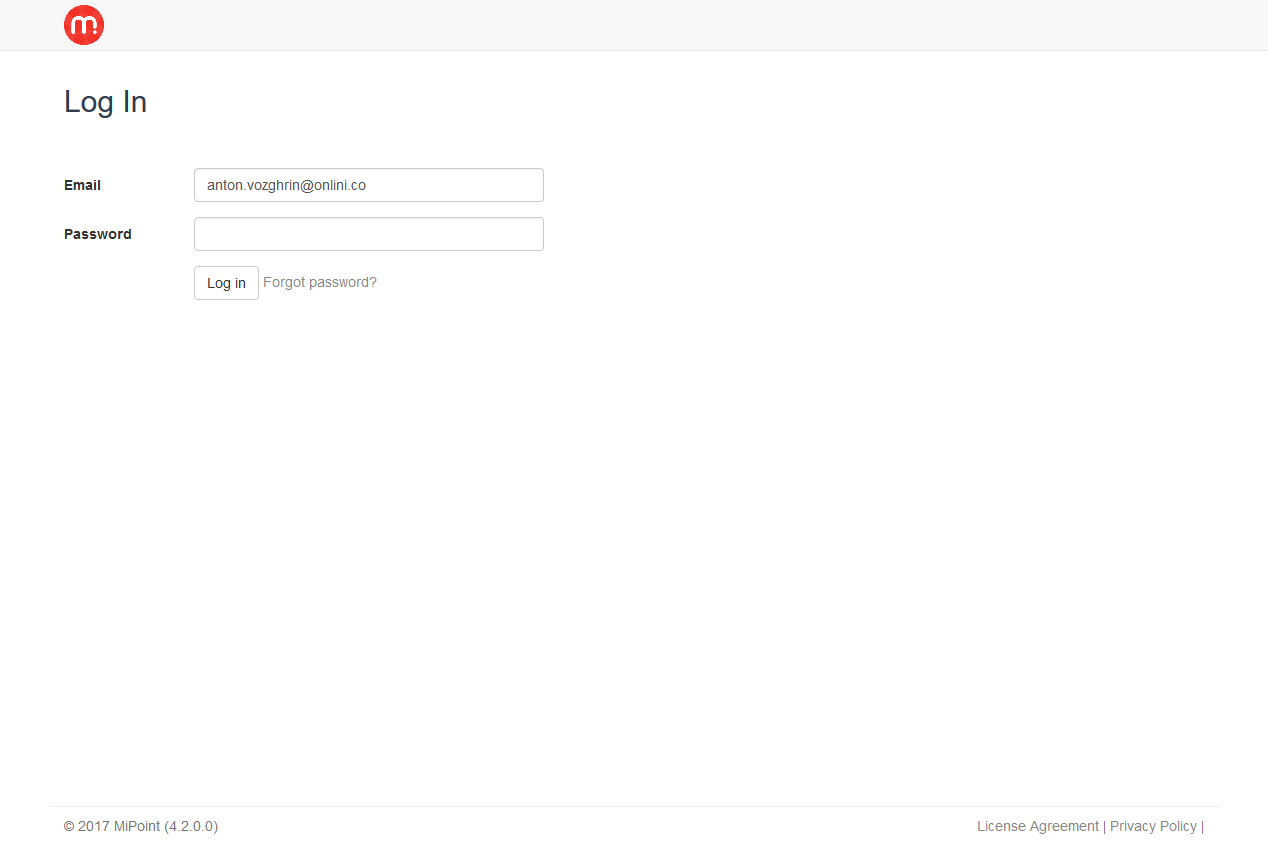 m
Log In
Email anton.vozghrin@onlini.co
Password
Log in Forgot password?
© 2017 MiPoint (4.2.0.0) License Agreement | Privacy Policy |